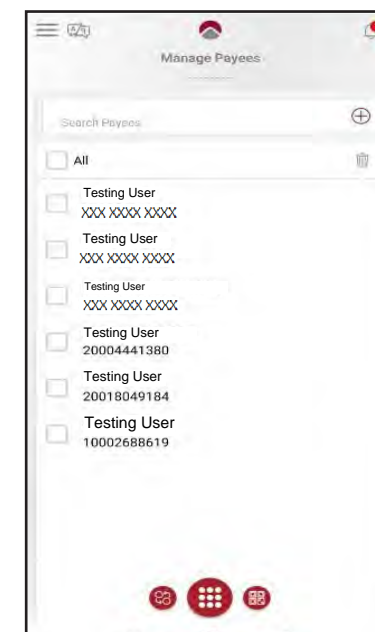 Manage Payees
Search Payees
All
Testing User
XXX XXXX XXXX
Testing User
XXX XXXX XXXX
Testing User
XXX XXXX XXXX
Testing User
20004441380
Testing User
20018049184
Testing User
10002688619